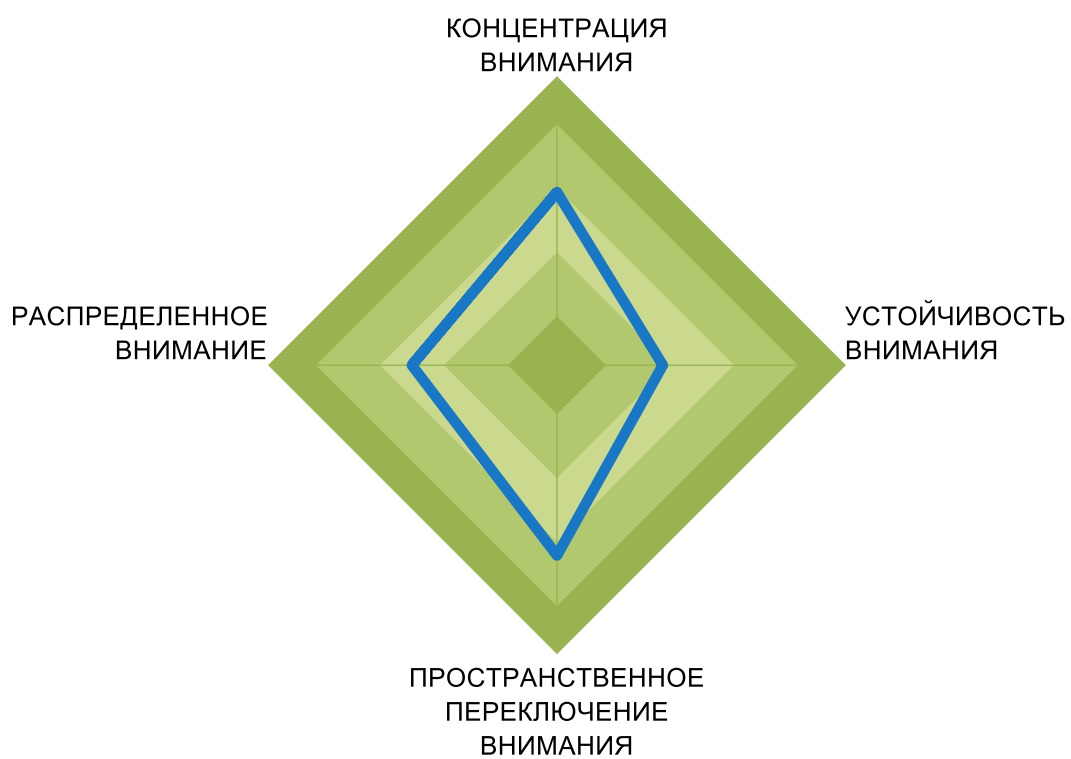 КОНЦЕНТРАЦИЯ
ВНИМАНИЯ
РАСПРЕДЕЛЕННОЕ
ВНИМАНИЕ
УСТОЙЧИВОСТЬ
ВНИМАНИЯ
ПРОСТРАНСТВЕННОЕ
ПЕРЕКЛЮЧЕНИЕ
ВНИМАНИЯ